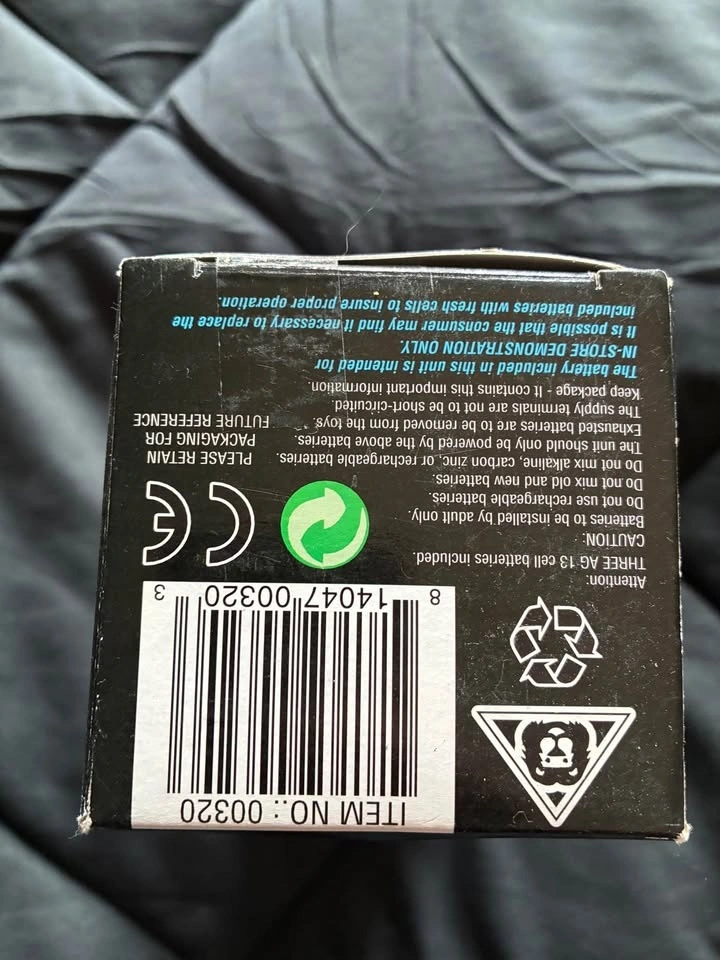 ITEM NO.: 00320
8 14047 00320 3
Attention:
THREE AG 13 cell batteries included.
CAUTION:
Batteries to be installed by adult only.
Do not use rechargeable batteries.
Do not mix old and new batteries.
Do not mix alkaline, carbon zinc, or rechargeable batteries.
The unit should only be powered by the above batteries.
Exhausted batteries are to be removed from the toys.
The supply terminals are not to be short-circuited.
Keep package - It contains this important information.
The battery included in this unit is intended for
IN-STORE DEMONSTRATION ONLY.
It is possible that the consumer may find it necessary to replace the
included batteries with fresh cells to insure proper operation.
CE
PLEASE RETAIN
PACKAGING FOR
FUTURE REFERENCE